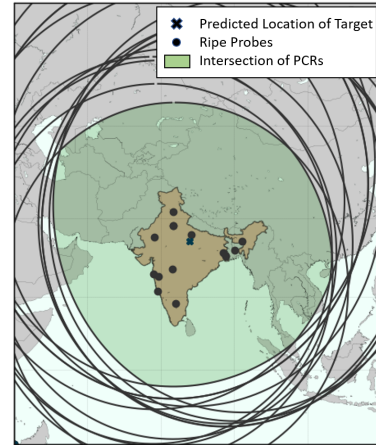 Predicted Location of Target
Ripe Probes
Intersection of PCRs